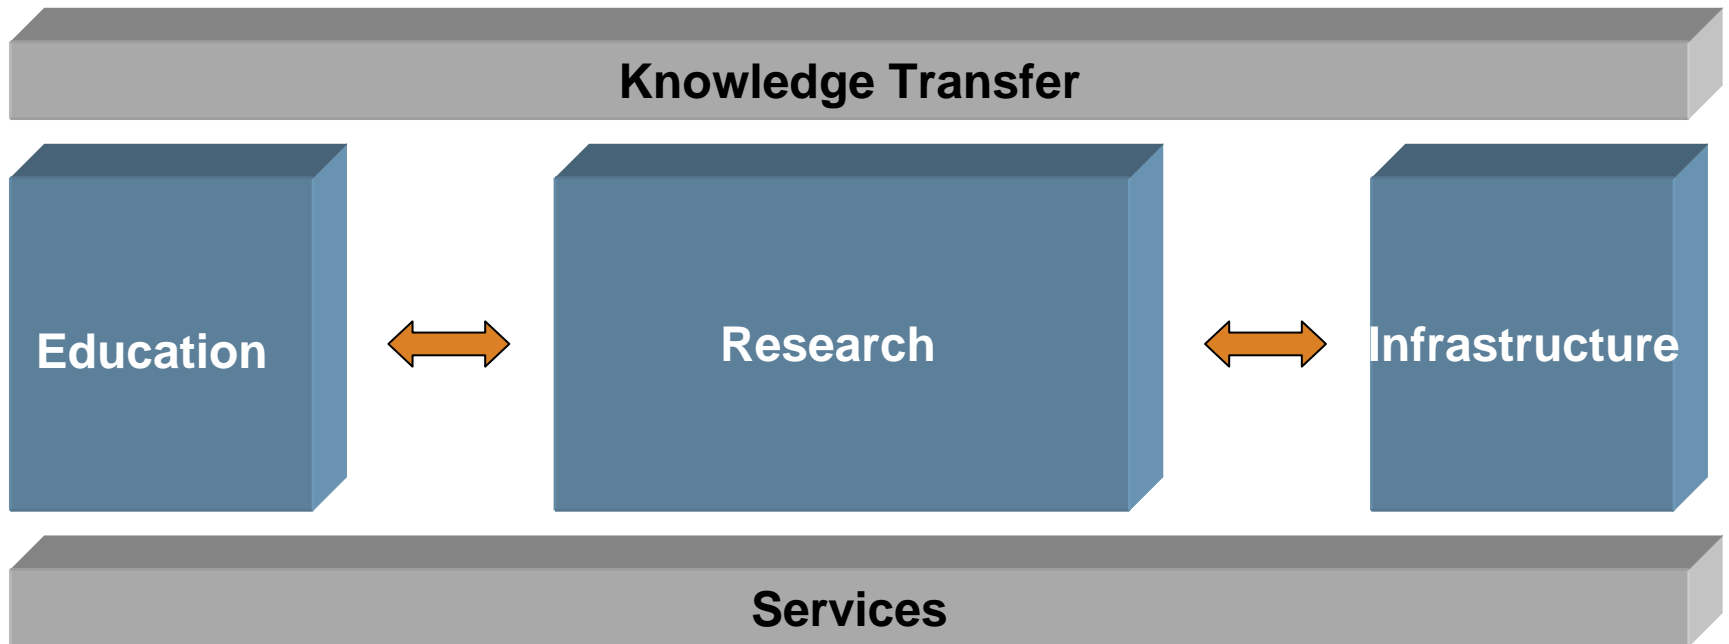 Knowledge Transfer
Education
Research
Infrastructure
Services